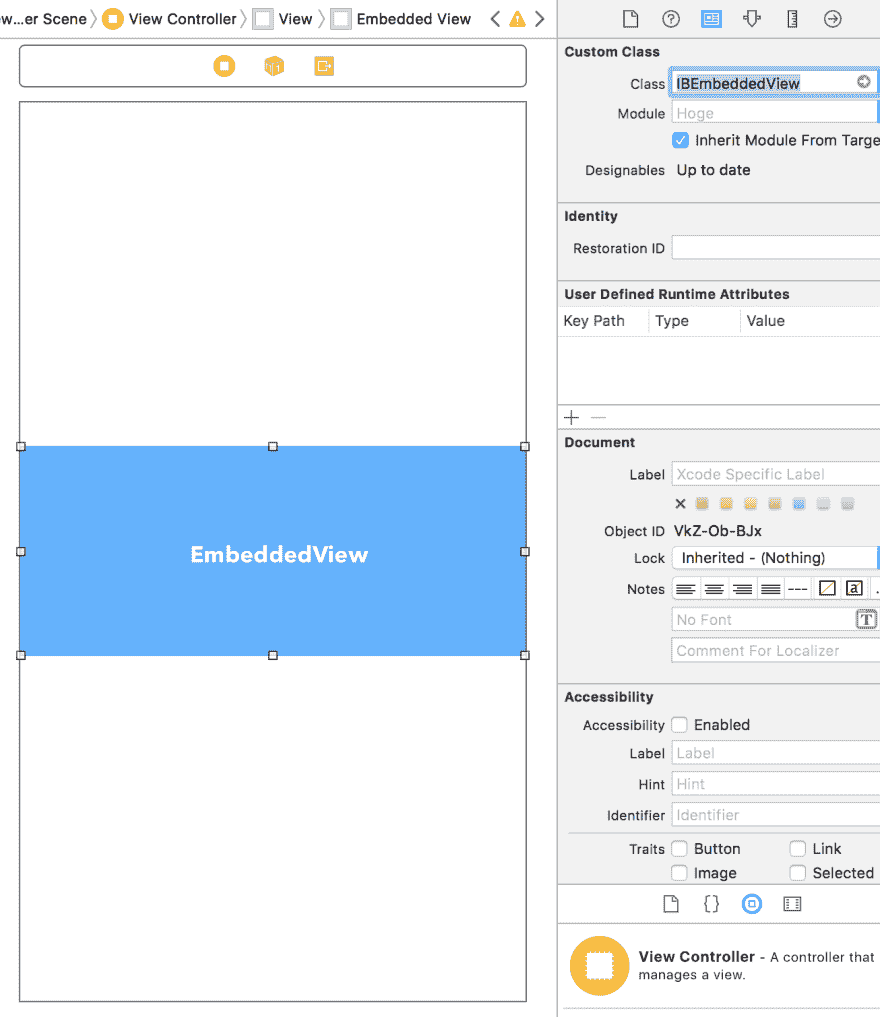 ew...er Scene View Controller View Embedded View
Custom Class
Class IBEmbeddedView
Module Hoge
Inherit Module From Targe
Designables Up to date
Identity
Restoration ID
User Defined Runtime Attributes
Key Path Type Value
Document
Label Xcode Specific Label
Object ID VkZ-Ob-BJx
Lock Inherited - (Nothing)
Notes
No Font
Comment For Localizer
EmbeddedView
Accessibility
Accessibility Enabled
Label Label
Hint Hint
Identifier Identifier
Traits Button Link
Image Selected
View Controller - A controller that
manages a view.